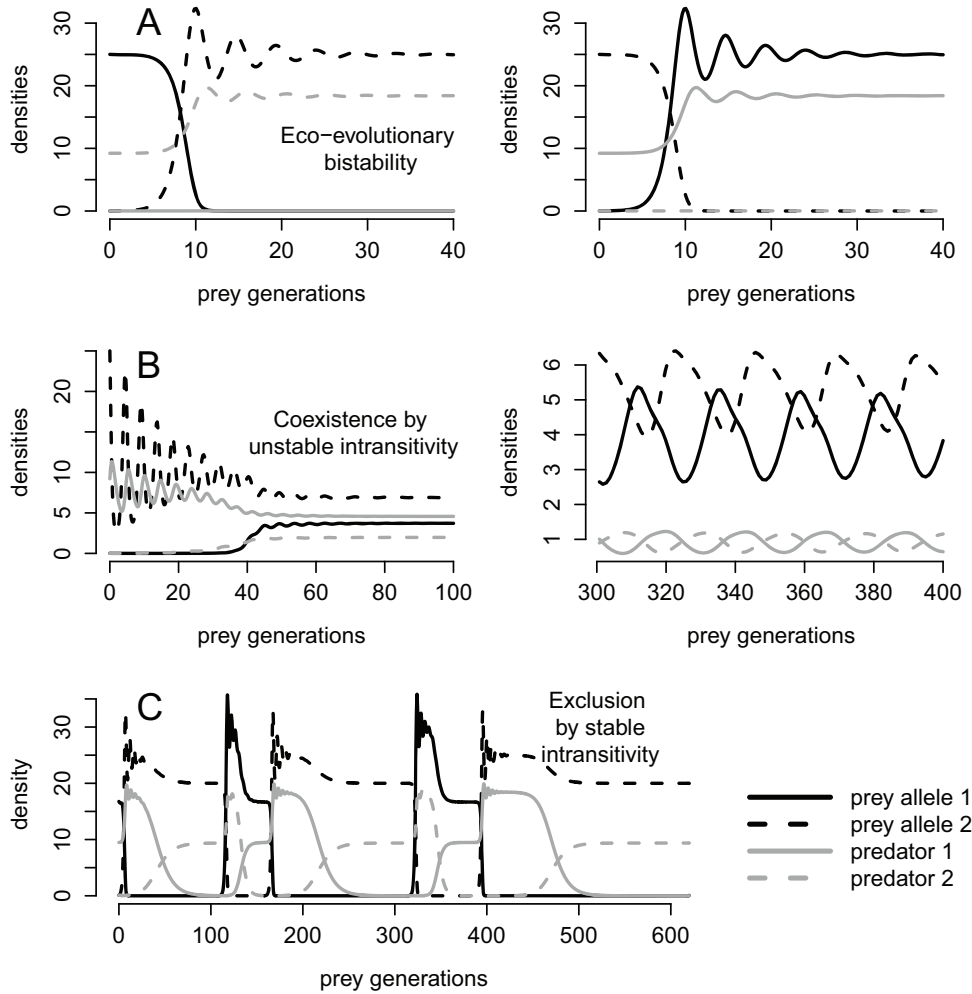 A
densities
0
10
20
30
Eco−evolutionary
bistability
0
10
20
30
40
prey generations
densities
0
10
20
30
0
10
20
30
40
prey generations
B
densities
0
5
10
20
Coexistence by
unstable intransitivity
0
20
40
60
80
100
prey generations
densities
1
2
3
4
5
6
300
320
340
360
380
400
prey generations
C
density
0
10
20
30
Exclusion
by stable
intransitivity
0
100
200
300
400
500
600
prey generations
prey allele 1
prey allele 2
predator 1
predator 2